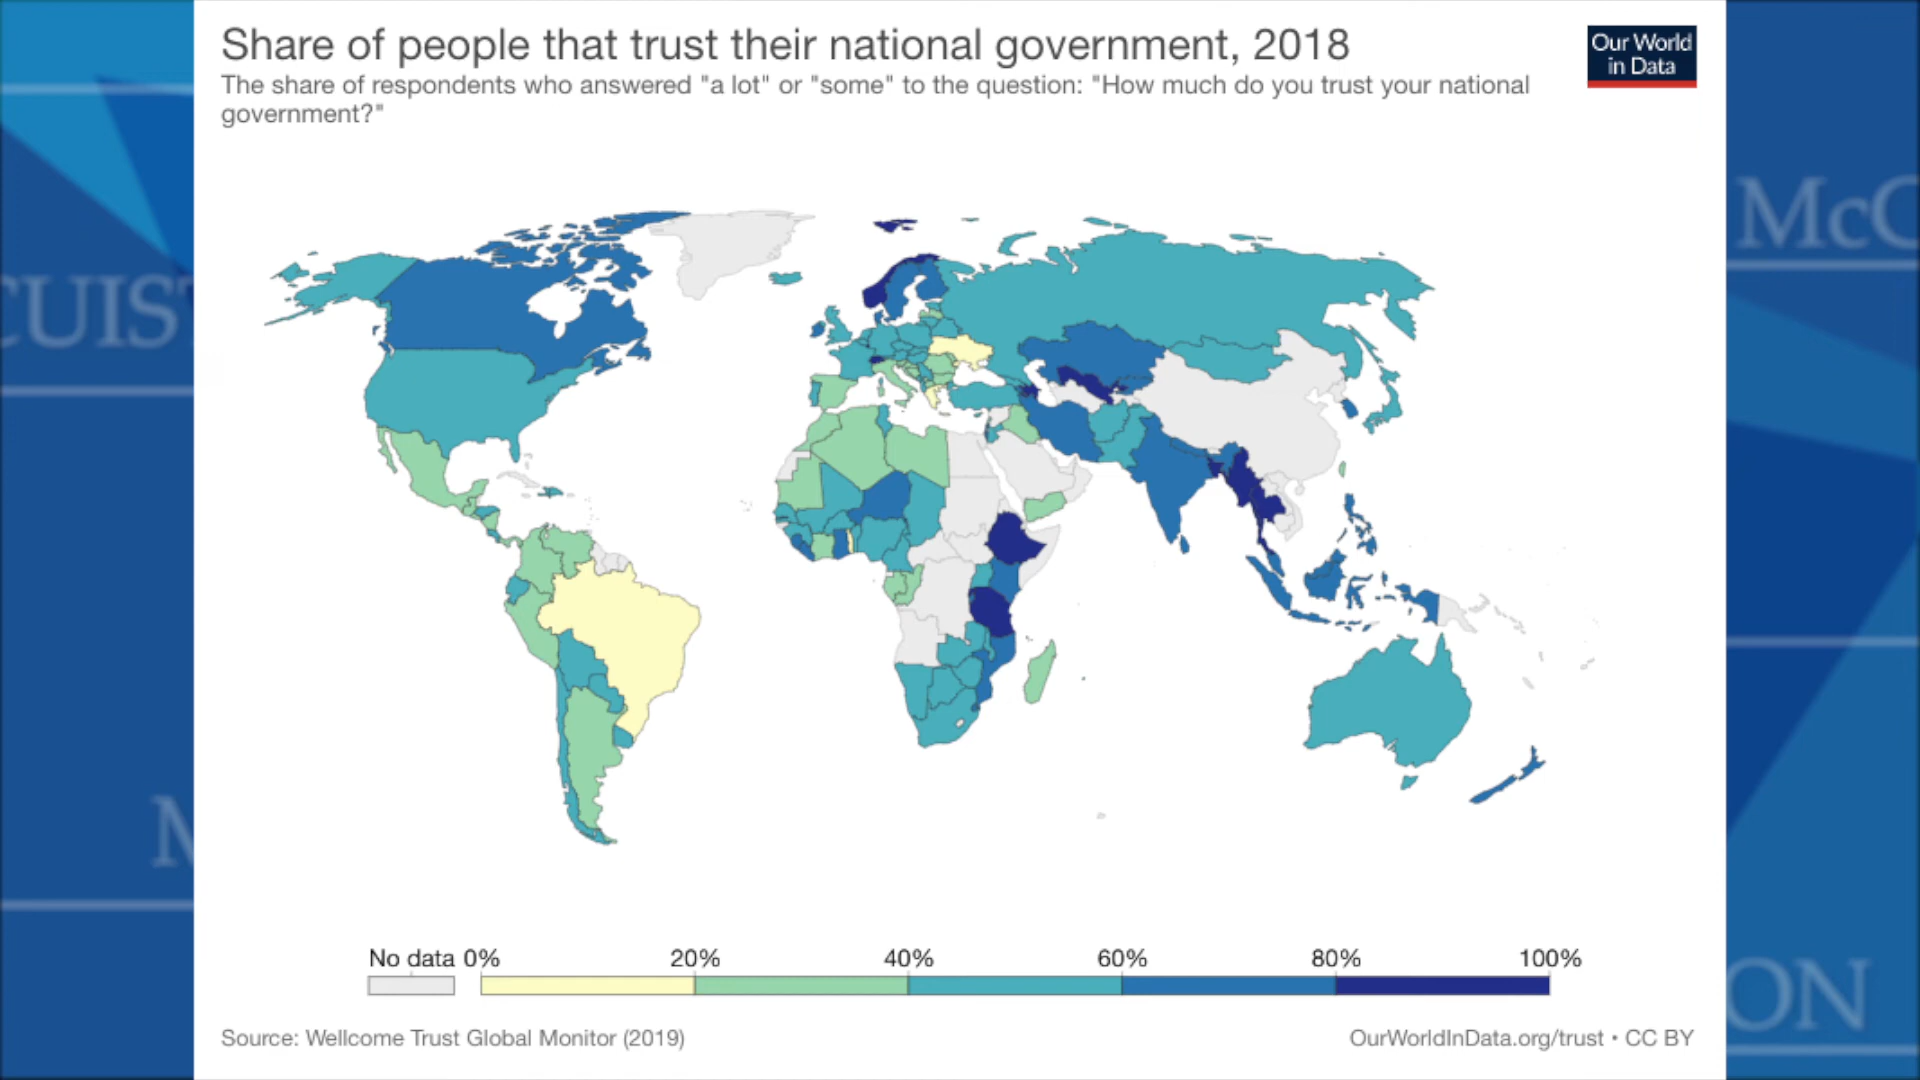 Share of people that trust their national government, 2018
The share of respondents who answered "a lot" or "some" to the question: "How much do you trust your national
government?"
Our World
in Data
McC
CUIS
M
ON
No data 0% 20% 40% 60% 80% 100%
Source: Wellcome Trust Global Monitor (2019)
OurWorldInData.org/trust • CC BY